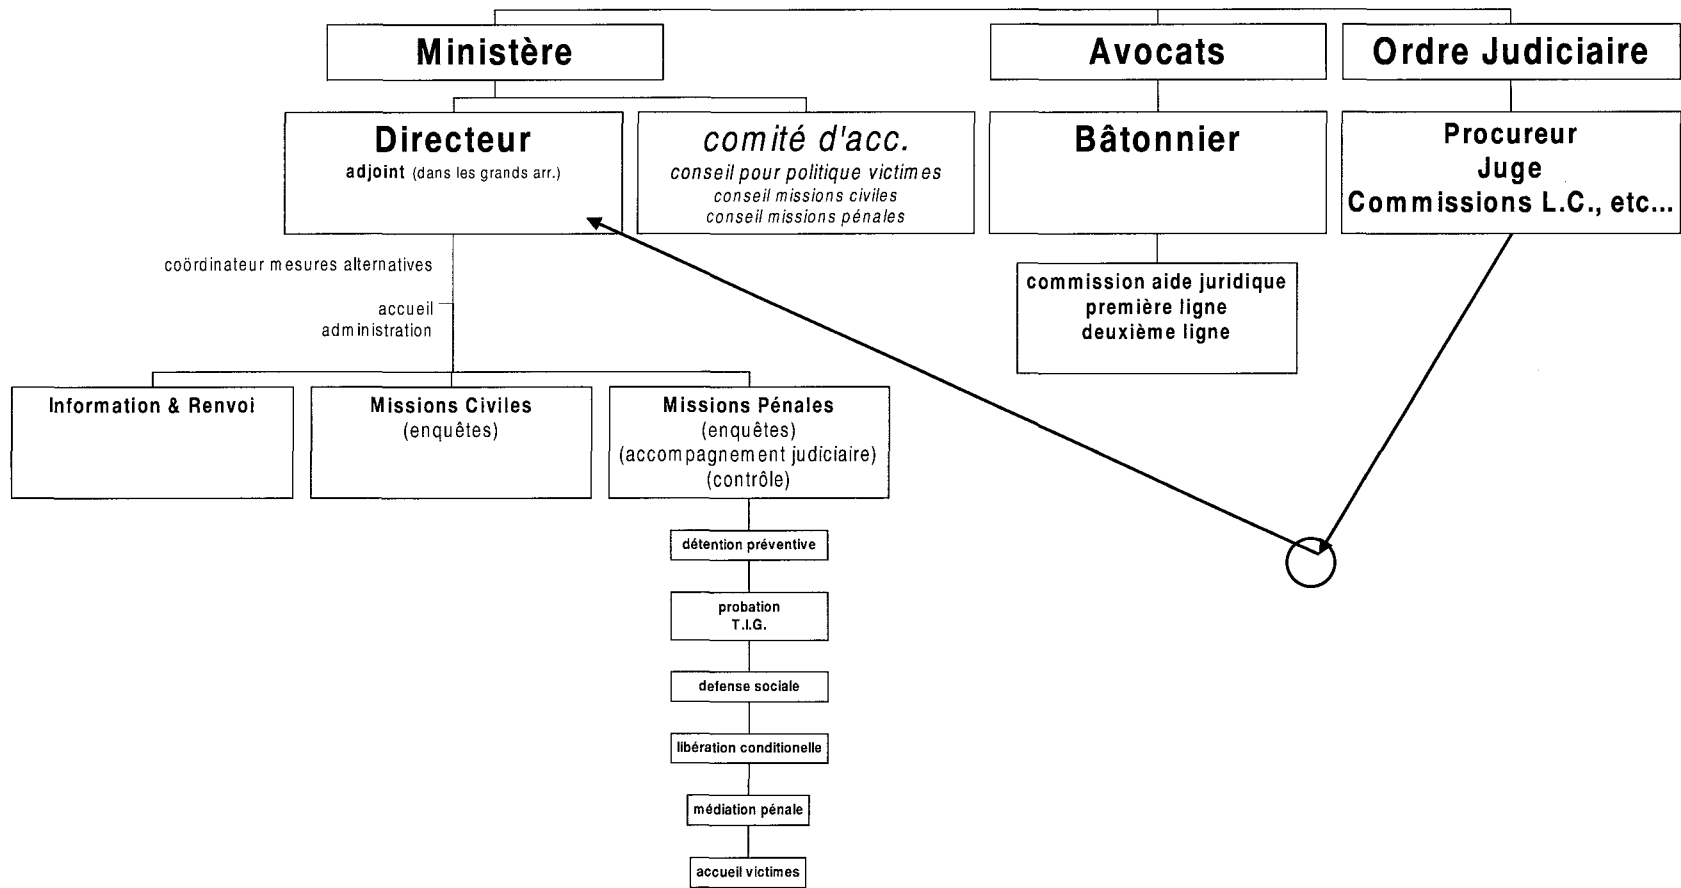 Ministère
Avocats
Ordre Judiciaire
Directeur
adjoint (dans les grands arr.)
comité d'acc.
conseil pour politique victimes
conseil missions civiles
conseil missions pénales
Bâtonnier
Procureur
Juge
Commissions L.C., etc...
coördinateur mesures alternatives
accueil
administration
commission aide juridique
première ligne
deuxième ligne
Information & Renvoi
Missions Civiles
(enquêtes)
Missions Pénales
(enquêtes)
(accompagnement judiciaire)
(contrôle)
détention préventive
probation
T.I.G.
defense sociale
libération conditionelle
médiation pénale
accueil victimes